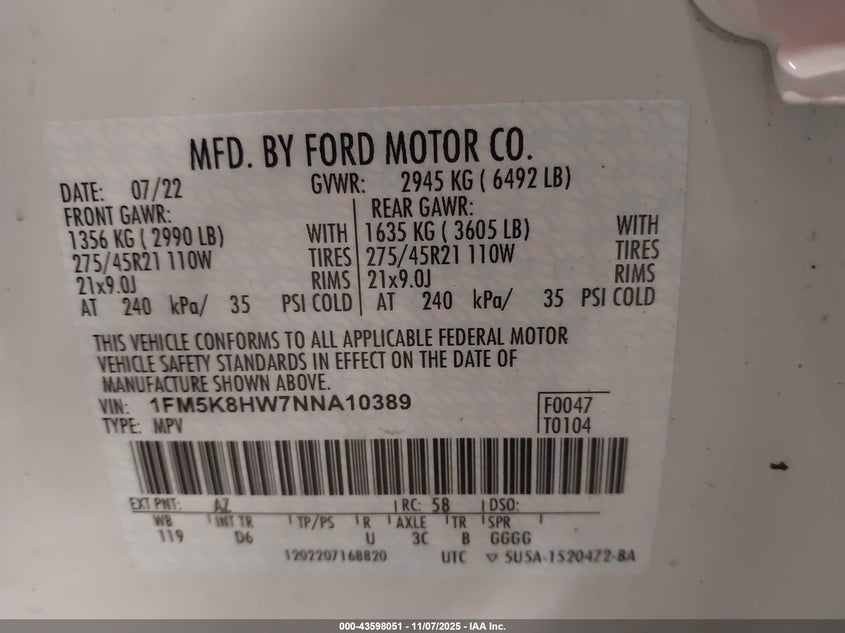 MFD. BY FORD MOTOR CO.
DATE: 07/22 GVWR: 2945 KG ( 6492 LB)
FRONT GAWR: REAR GAWR:
1356 KG ( 2990 LB) WITH 1635 KG ( 3605 LB) WITH
275/45R21 110W TIRES 275/45R21 110W TIRES
21x9.0J RIMS 21x9.0J RIMS
AT 240 kPa/ 35 PSI COLD AT 240 kPa/ 35 PSI COLD
THIS VEHICLE CONFORMS TO ALL APPLICABLE FEDERAL MOTOR
VEHICLE SAFETY STANDARDS IN EFFECT ON THE DATE OF
MANUFACTURE SHOWN ABOVE.
VIN: 1FM5K8HW7NNA10389 F0047
TYPE: MPV T0104
EXT PNT: AZ RC: 58 DSO:
WB INT TR TP/PS R AXLE TR SPR
119 D6 U 3C B GGGG
1202207168820 UTC ▽ 5U5A-1520472-BA
000-43598051 - 11/07/2025 - IAA Inc.